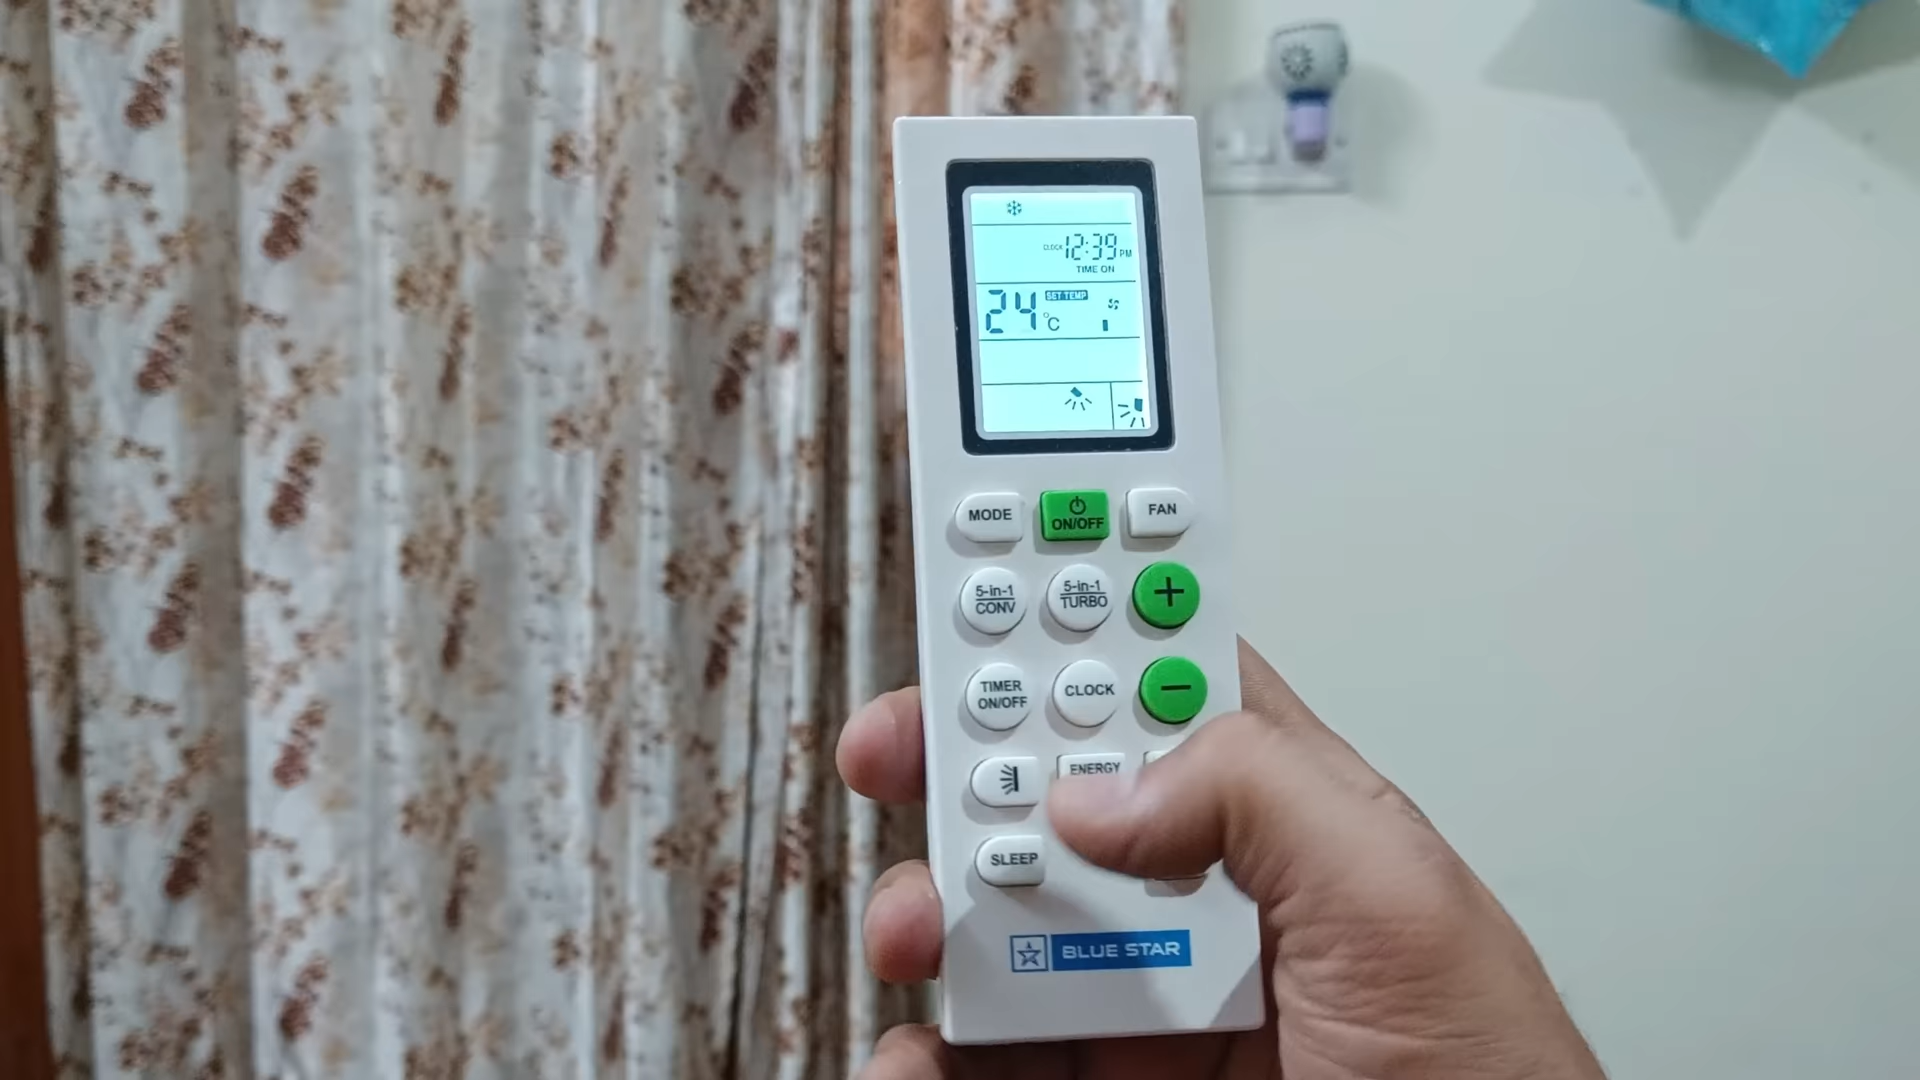 CLOCK 12:39 PM
TIME ON
24 °C SET TEMP
MODE
ON/OFF
FAN
5-in-1
CONV
5-in-1
TURBO
+
TIMER
ON/OFF
CLOCK
−
ENERGY
SLEEP
BLUE STAR